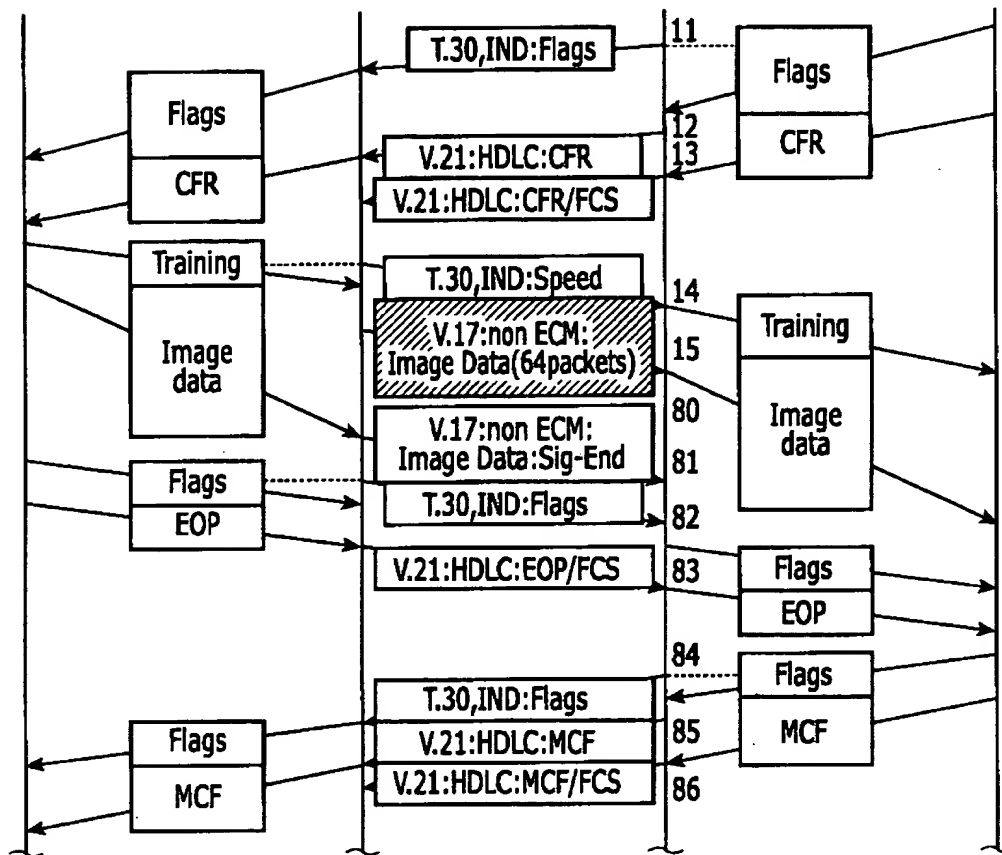 11
T.30,IND:Flags
Flags
Flags
12
CFR
V.21:HDLC:CFR
13
CFR
V.21:HDLC:CFR/FCS
Training
T.30,IND:Speed
14
Training
V.17:non ECM:
Image Data(64packets)
15
Image
data
80
Image
data
V.17:non ECM:
Image Data:Sig-End
81
Flags
T.30,IND:Flags
82
EOP
V.21:HDLC:EOP/FCS
83
Flags
EOP
84
Flags
T.30,IND:Flags
Flags
V.21:HDLC:MCF
85
MCF
MCF
V.21:HDLC:MCF/FCS
86